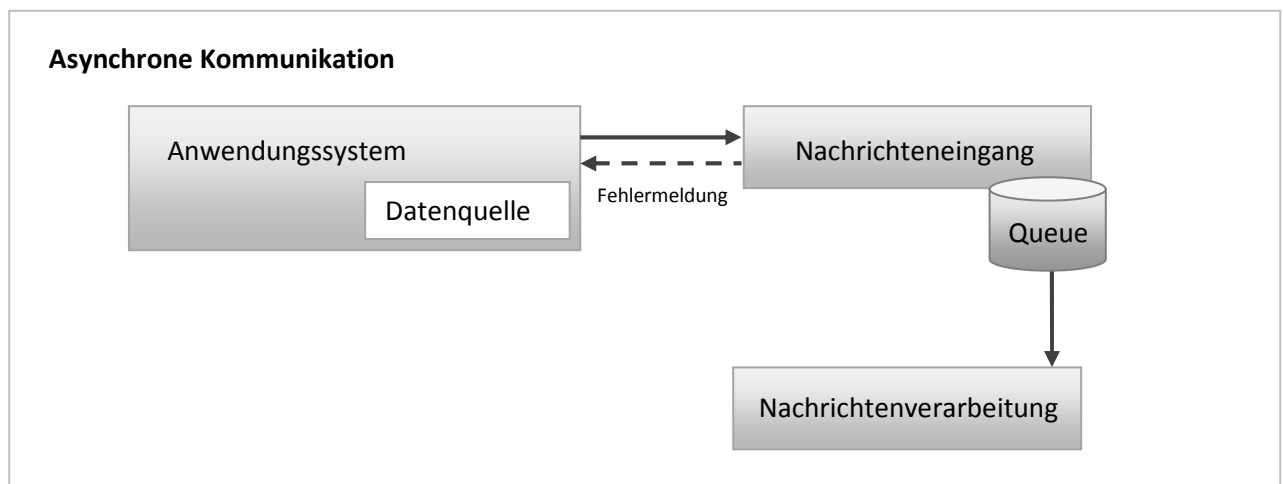 Asynchrone Kommunikation
Anwendungssystem
Datenquelle
Fehlermeldung
Nachrichteneingang
Queue
Nachrichtenverarbeitung